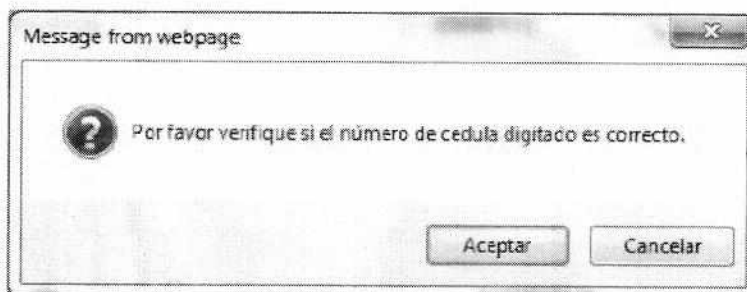 Message from webpage
Por favor verifique si el número de cedula digitado es correcto.
Aceptar
Cancelar